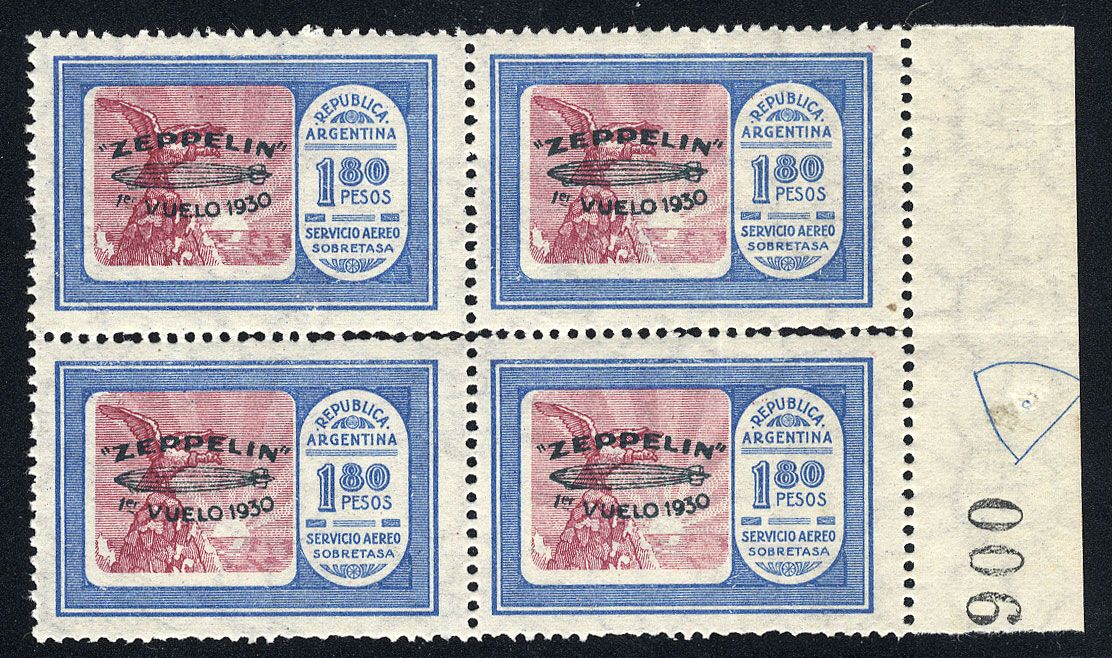 "ZEPPELIN"
1er VUELO 1930
REPUBLICA
ARGENTINA
1.80
PESOS
SERVICIO AEREO
SOBRETASA
"ZEPPELIN"
1er VUELO 1930
REPUBLICA
ARGENTINA
1.80
PESOS
SERVICIO AEREO
SOBRETASA
"ZEPPELIN"
1er VUELO 1930
REPUBLICA
ARGENTINA
1.80
PESOS
SERVICIO AEREO
SOBRETASA
"ZEPPELIN"
1er VUELO 1930
REPUBLICA
ARGENTINA
1.80
PESOS
SERVICIO AEREO
SOBRETASA
900